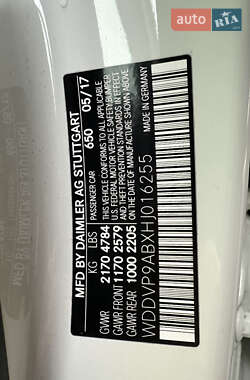 AUTO RIA
MFD BY DAIMLER AG STUTTGART
650 05/17
PASSENGER CAR
THIS VEHICLE CONFORMS TO ALL APPLICABLE
U.S. FEDERAL MOTOR VEHICLE SAFETY/BUMPER
AND THEFT PREVENTION STANDARDS IN EFFECT
ON THE DATE OF MANUFACTURE SHOWN ABOVE.
KG LBS
GVWR 2170 4784
GAWR FRONT 1170 2579
GAWR REAR 1000 2205
MADE IN GERMANY
WDDVP9ABXHJ016255